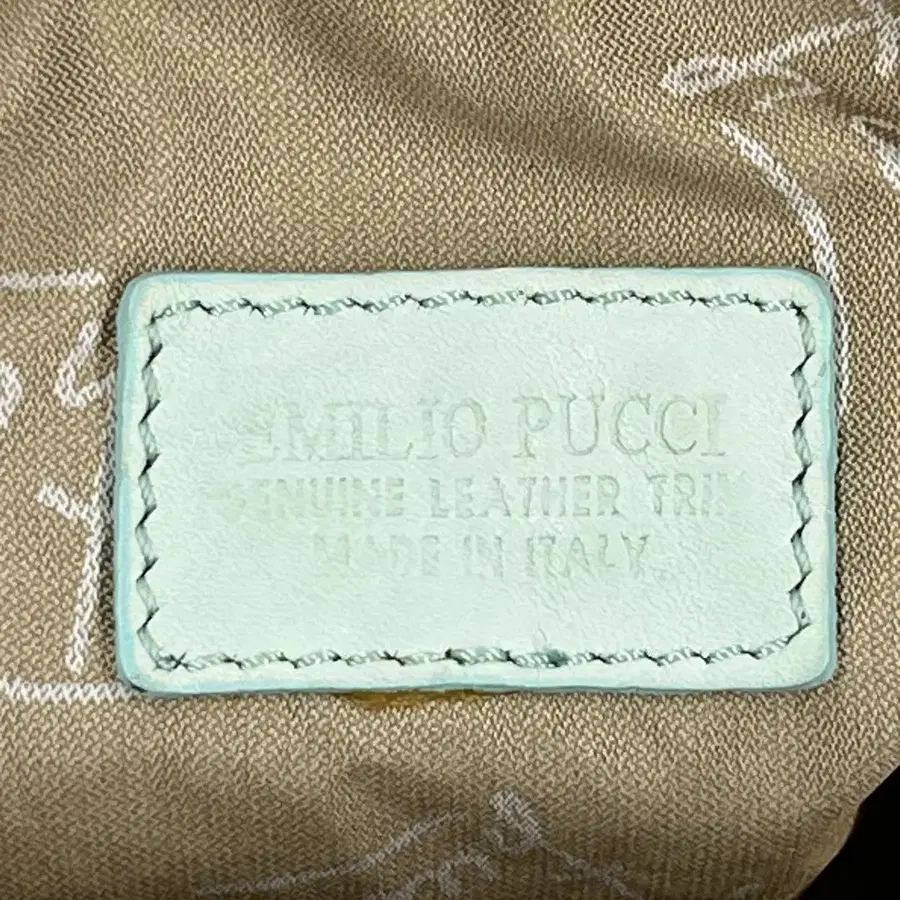 EMILIO PUCCI
GENUINE LEATHER TRIM
MADE IN ITALY